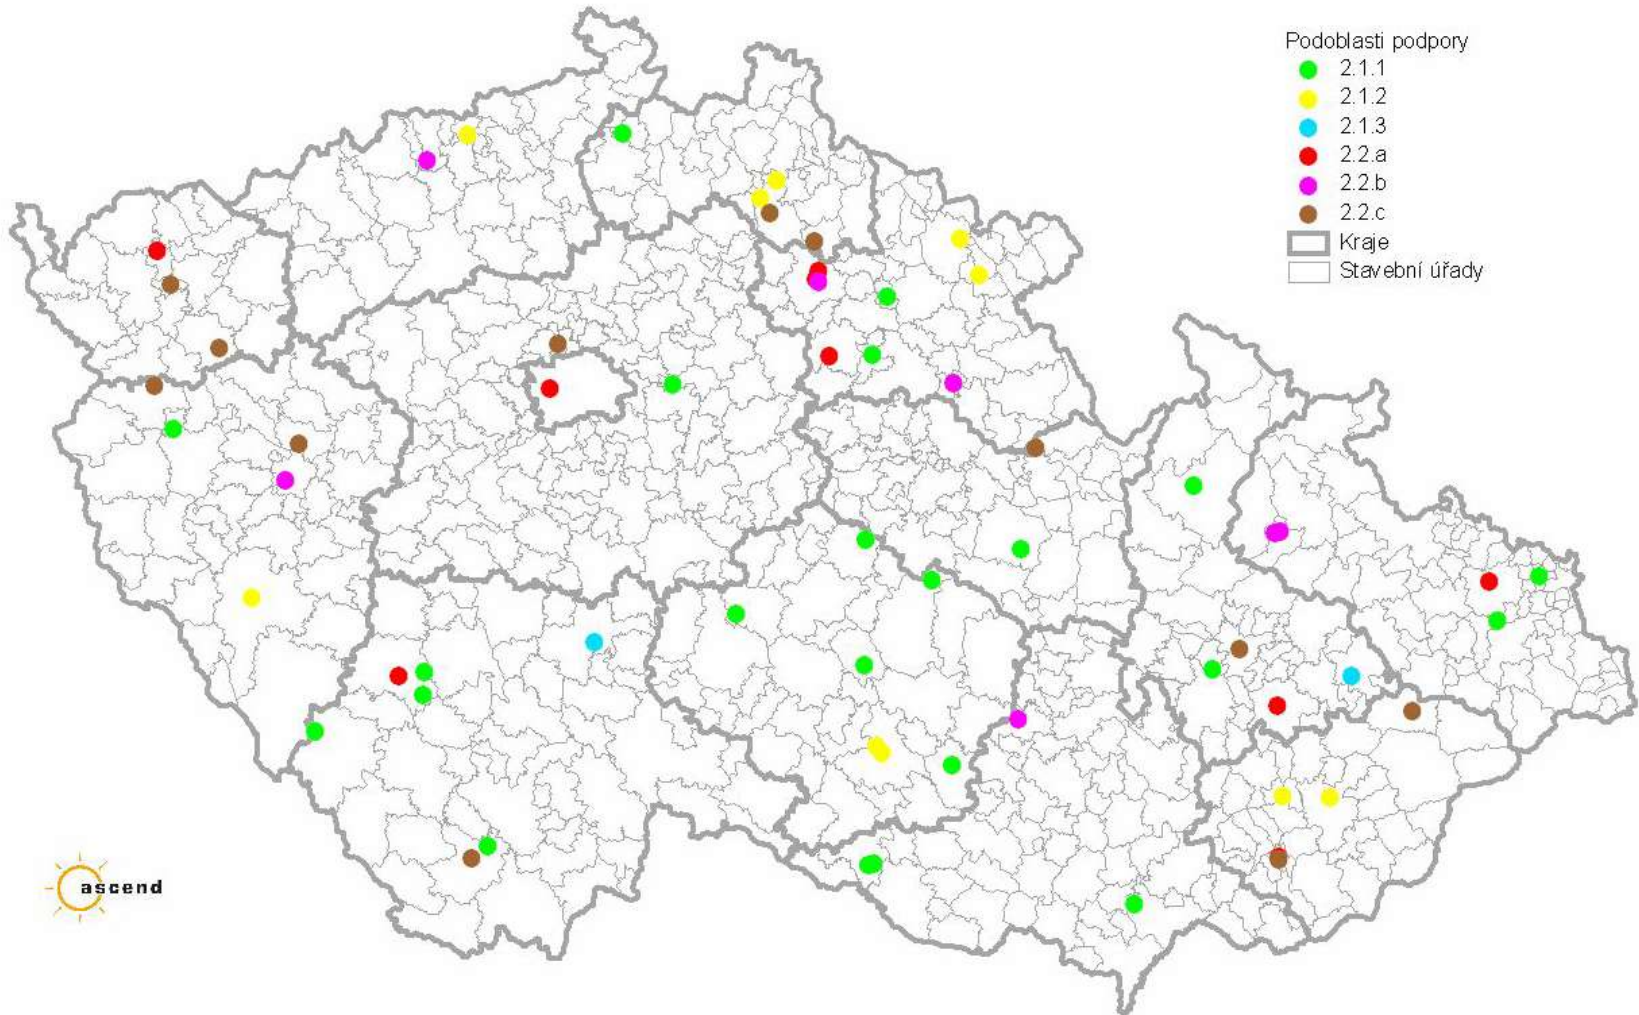 Podoblasti podpory
2.1.1
2.1.2
2.1.3
2.2.a
2.2.b
2.2.c
Kraje
Stavební úřady
ascend